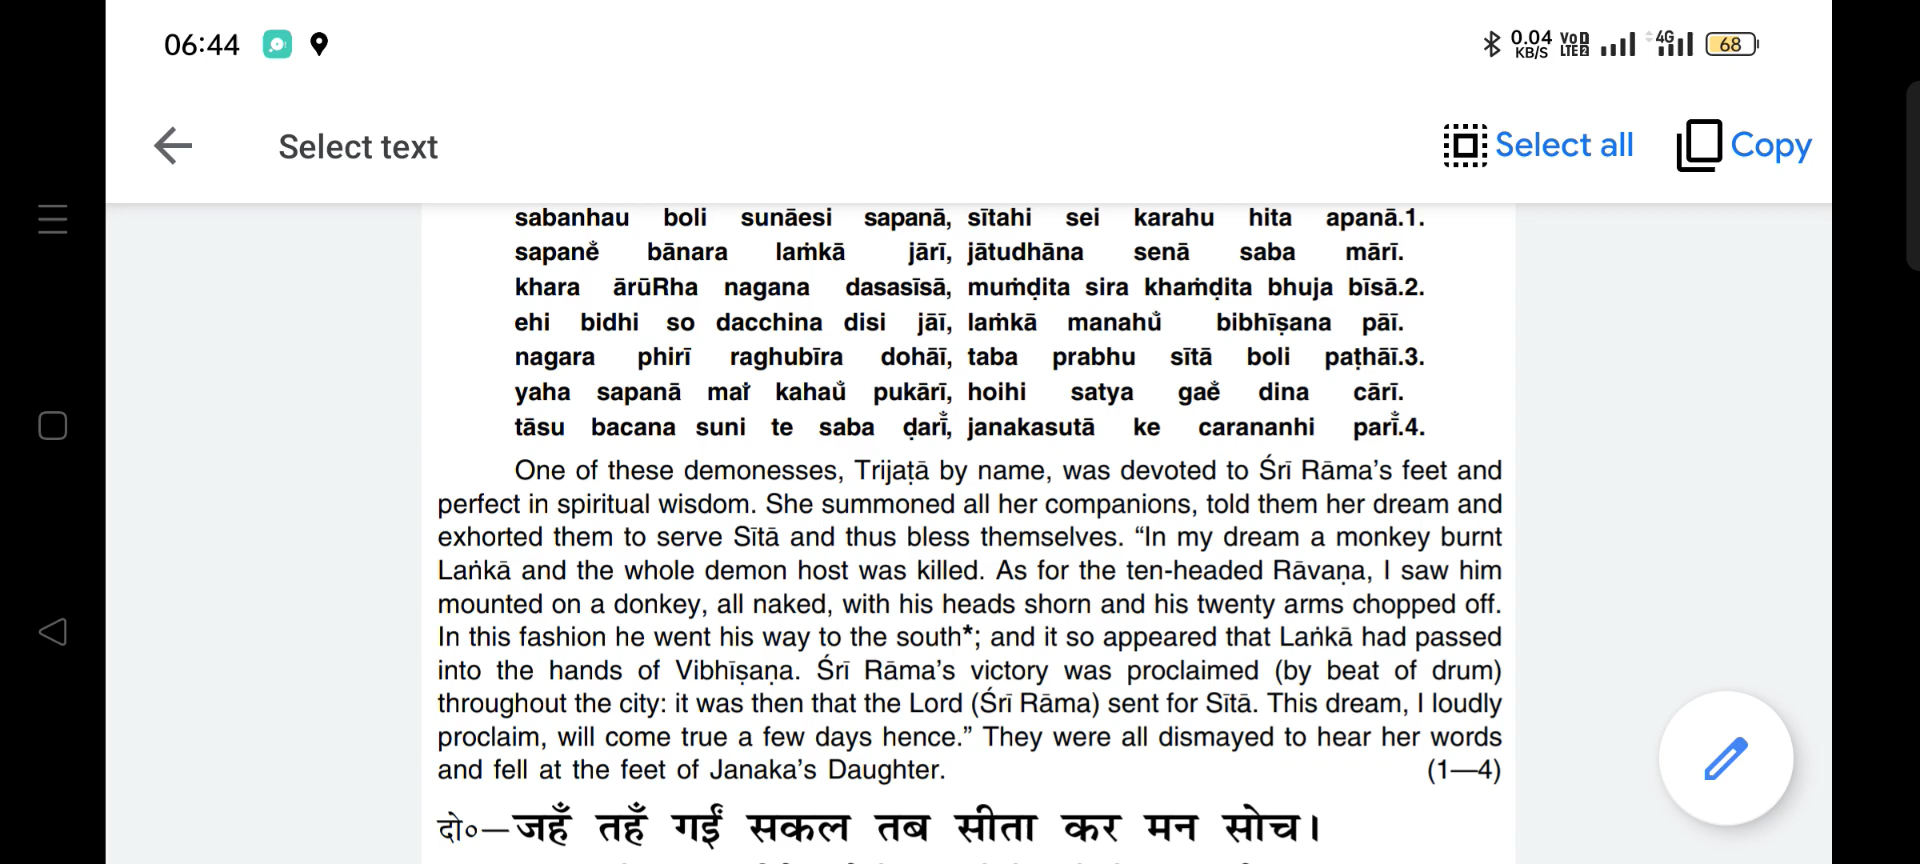 06:44
0.04 KB/S VoD LTE2 4G 68
Select text
Select all
Copy
sabanhau boli sunāesi sapanā, sītahi sei karahu hita apanā.1.
sapanĕ̐ bānara laṁkā jārī, jātudhāna senā saba mārī.
khara ārūRha nagana dasasīsā, muṁḍita sira khaṁḍita bhuja bīsā.2.
ehi bidhi so dacchina disi jāī, laṁkā manahu̐ bibhīṣana pāī.
nagara phirī raghubīra dohāī, taba prabhu sītā boli paṭhāī.3.
yaha sapanā mai̐ kahau̐ pukārī, hoihi satya gae̐ dina cārī.
tāsu bacana suni te saba ḍarī̐, janakasutā ke carananhi parī̐.4.
One of these demonesses, Trijaṭā by name, was devoted to Śrī Rāma's feet and
perfect in spiritual wisdom. She summoned all her companions, told them her dream and
exhorted them to serve Sītā and thus bless themselves. “In my dream a monkey burnt
Laṅkā and the whole demon host was killed. As for the ten-headed Rāvaṇa, I saw him
mounted on a donkey, all naked, with his heads shorn and his twenty arms chopped off.
In this fashion he went his way to the south*; and it so appeared that Laṅkā had passed
into the hands of Vibhīṣaṇa. Śrī Rāma's victory was proclaimed (by beat of drum)
throughout the city: it was then that the Lord (Śrī Rāma) sent for Sītā. This dream, I loudly
proclaim, will come true a few days hence.” They were all dismayed to hear her words
and fell at the feet of Janaka's Daughter. (1—4)
दो०—जहँ तहँ गईं सकल तब सीता कर मन सोच।